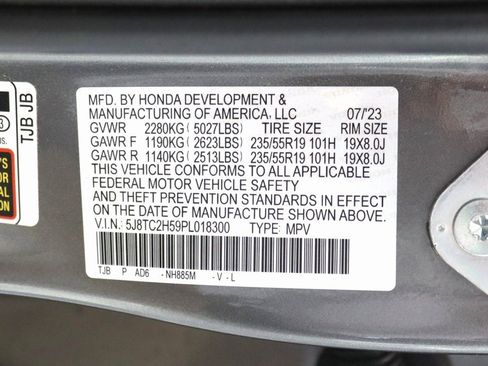 MFD. BY HONDA DEVELOPMENT &
MANUFACTURING OF AMERICA, LLC 07/'23
GVWR 2280KG (5027LBS) TIRE SIZE RIM SIZE
GAWR F 1190KG (2623LBS) 235/55R19 101H 19X8.0J
GAWR R 1140KG (2513LBS) 235/55R19 101H 19X8.0J
THIS VEHICLE CONFORMS TO ALL APPLICABLE
FEDERAL MOTOR VEHICLE SAFETY
AND THEFT PREVENTION STANDARDS IN EFFECT ON
THE DATE OF MANUFACTURE SHOWN ABOVE.
V.I.N.: 5J8TC2H59PL018300 TYPE: MPV
TJB P AD6 -NH885M -V-L
TJB JB